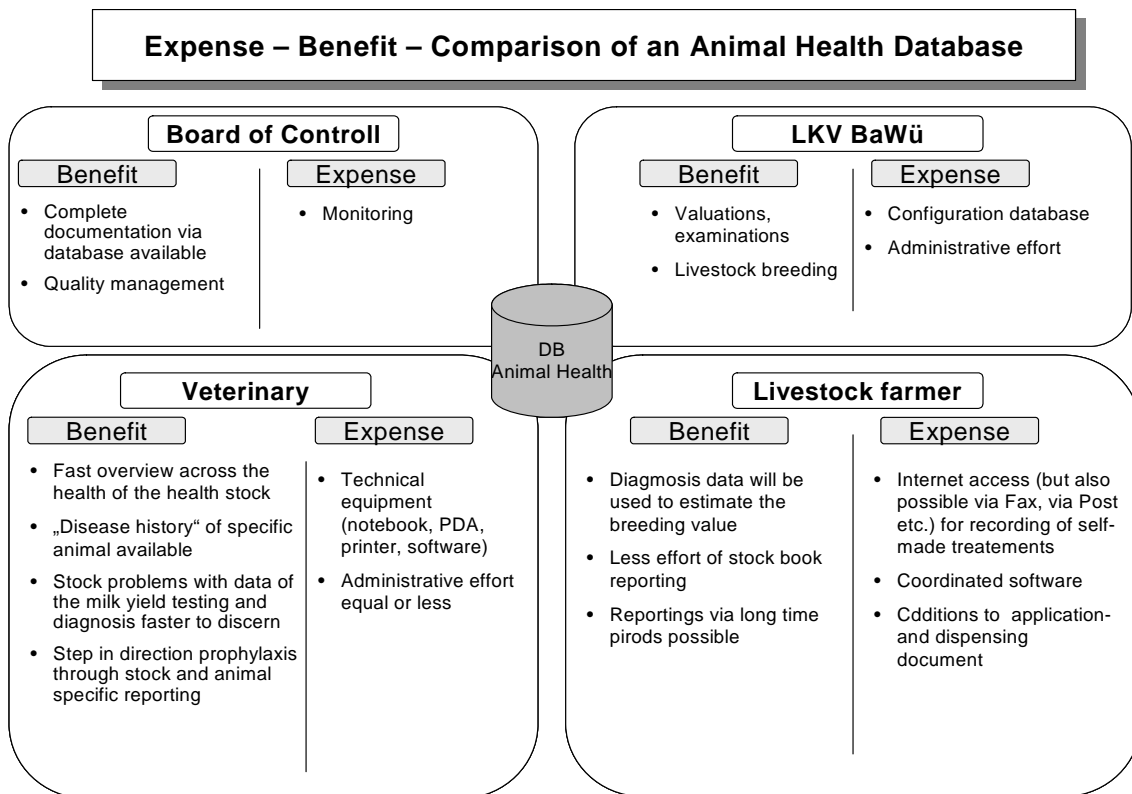 Expense – Benefit – Comparison of an Animal Health Database
Board of Controll
Benefit
• Complete
documentation via
database available
• Quality management
Expense
• Monitoring
LKV BaWü
Benefit
• Valuations,
examinations
• Livestock breeding
Expense
• Configuration database
• Administrative effort
DB
Animal Health
Veterinary
Benefit
• Fast overview across the
health of the health stock
• „Disease history“ of specific
animal available
• Stock problems with data of
the milk yield testing and
diagnosis faster to discern
• Step in direction prophylaxis
through stock and animal
specific reporting
Expense
• Technical
equipment
(notebook, PDA,
printer, software)
• Administrative effort
equal or less
Livestock farmer
Benefit
• Diagnosis data will be
used to estimate the
breeding value
• Less effort of stock book
reporting
• Reportings via long time
pirods possible
Expense
• Internet access (but also
possible via Fax, via Post
etc.) for recording of self-
made treatements
• Coordinated software
• Cdditions to application-
and dispensing
document